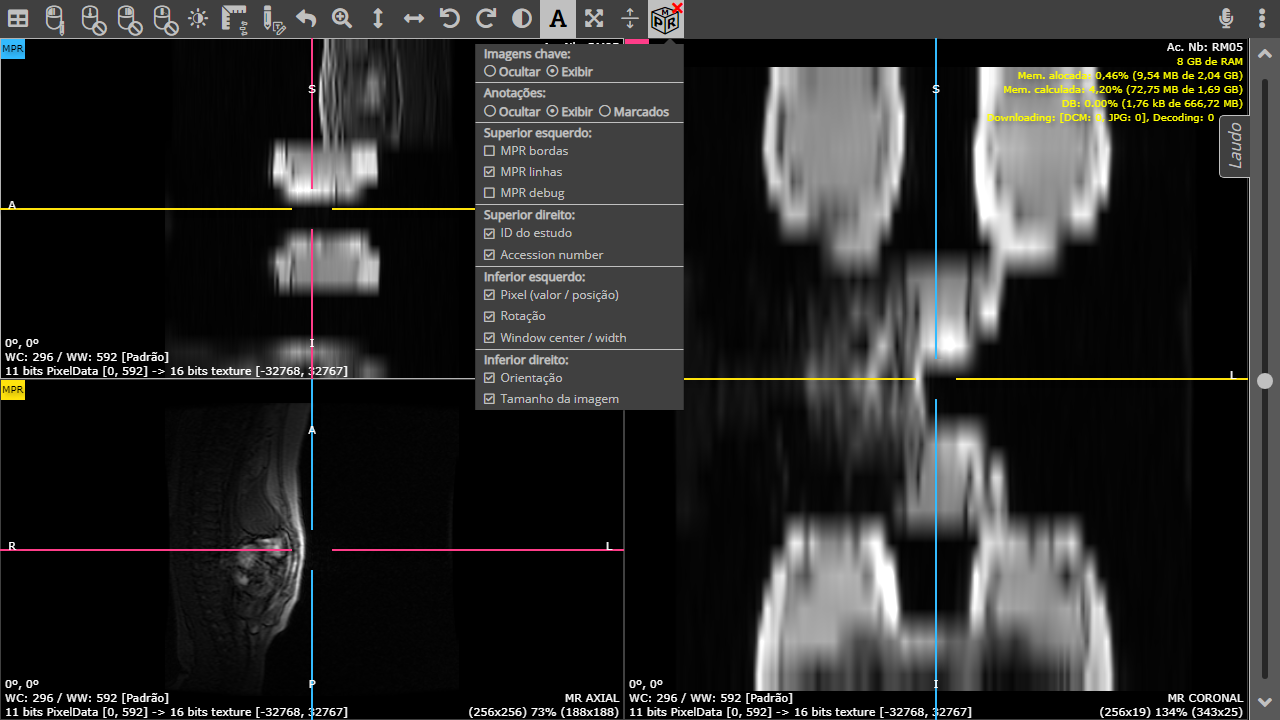 A
MPR
MPR
S
A
I
0º, 0º
WC: 296 / WW: 592 [Padrão]
11 bits PixelData [0, 592] -> 16 bits texture [-32768, 32767]
Imagens chave:
Ocultar Exibir
Anotações:
Ocultar Exibir Marcados
Superior esquerdo:
MPR bordas
MPR linhas
MPR debug
Superior direito:
ID do estudo
Accession number
Inferior esquerdo:
Pixel (valor / posição)
Rotação
Window center / width
Inferior direito:
Orientação
Tamanho da imagem
Ac. Nb: RM05
8 GB de RAM
Mem. alocada: 0,46% (9,54 MB de 2,04 GB)
Mem. calculada: 4,20% (72,75 MB de 1,69 GB)
DB: 0.00% (1,76 kB de 666,72 MB)
Downloading: [DCM: 0, JPG: 0], Decoding: 0
S
Laudo
L
I
0º, 0º
WC: 296 / WW: 592 [Padrão]
11 bits PixelData [0, 592] -> 16 bits texture [-32768, 32767]
MR CORONAL
(256x19) 134% (343x25)
MPR
A
R
L
P
0º, 0º
WC: 296 / WW: 592 [Padrão]
11 bits PixelData [0, 592] -> 16 bits texture [-32768, 32767]
MR AXIAL
(256x256) 73% (188x188)